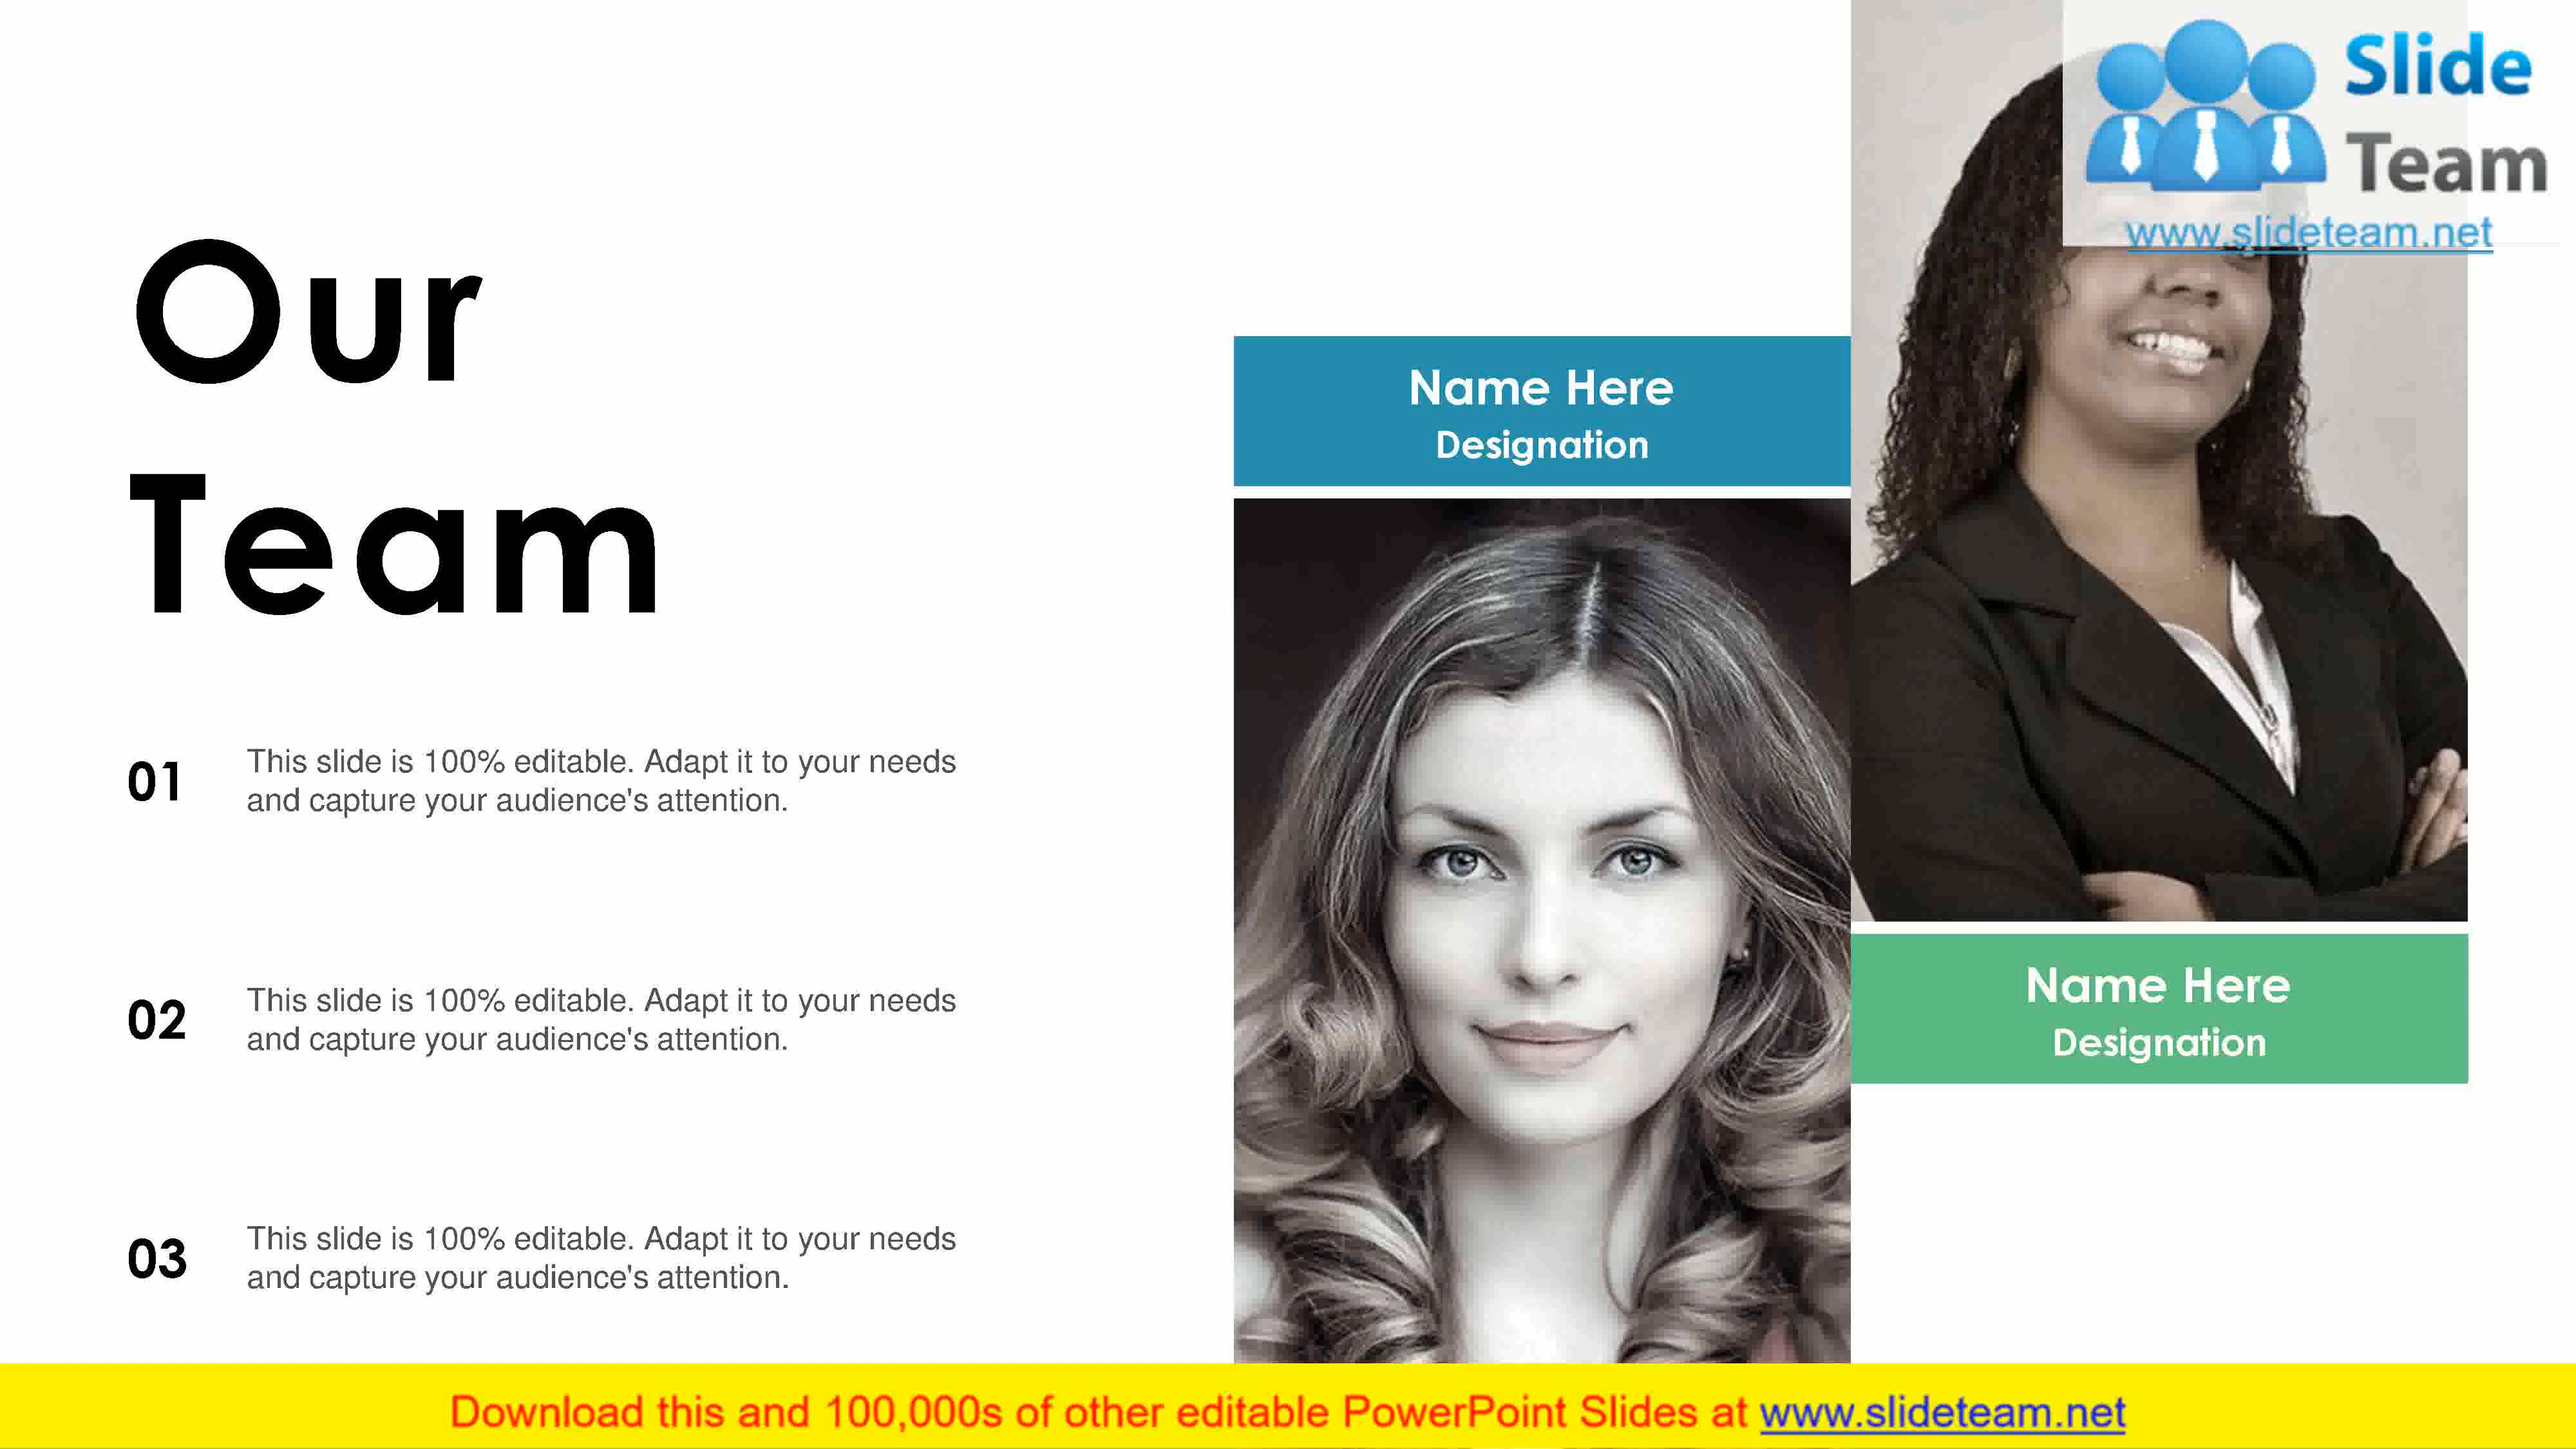 Our
Team
01
This slide is 100% editable. Adapt it to your needs
and capture your audience's attention.
02
This slide is 100% editable. Adapt it to your needs
and capture your audience's attention.
03
This slide is 100% editable. Adapt it to your needs
and capture your audience's attention.
Name Here
Designation
Slide
Team
www.slideteam.net
Name Here
Designation
Download this and 100,000s of other editable PowerPoint Slides at www.slideteam.net